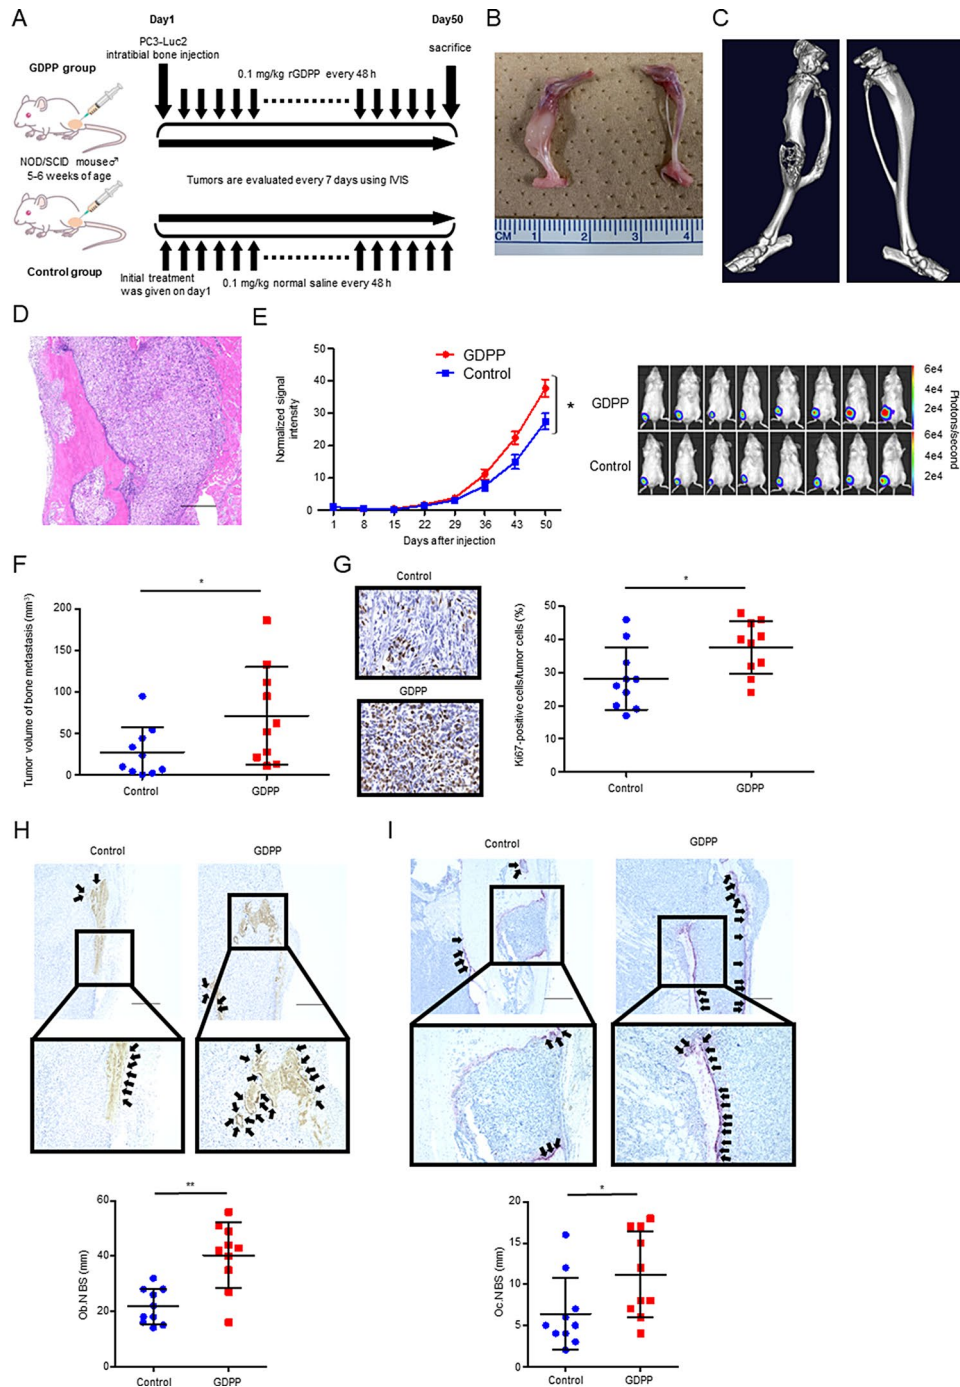 A
Day1
Day50
PC3-Luc2
intratibial bone injection
sacrifice
GDPP group
0.1 mg/kg rGDPP every 48 h
NOD/SCID mouse♂
5-6 weeks of age
Tumors are evaluated every 7 days using IVIS
Control group
Initial treatment
was given on day1
0.1 mg/kg normal saline every 48 h
B
CM 1 2 3 4
C
D
E
50
40
30
20
10
0
Normalized signal
intensity
GDPP
Control
*
1 8 15 22 29 36 43 50
Days after injection
GDPP
Control
6e4
4e4
2e4
6e4
4e4
2e4
Photons/second
F
*
Tumor volume of bone metastasis (mm³)
200
150
100
50
0
Control GDPP
G
Control
GDPP
*
Ki67-positive cells/tumor cells (%)
50
40
30
20
10
0
Control GDPP
H
Control GDPP
**
Ob.N BS (mm)
60
40
20
0
Control GDPP
I
Control GDPP
*
Oc.N BS (mm)
20
15
10
5
0
Control GDPP